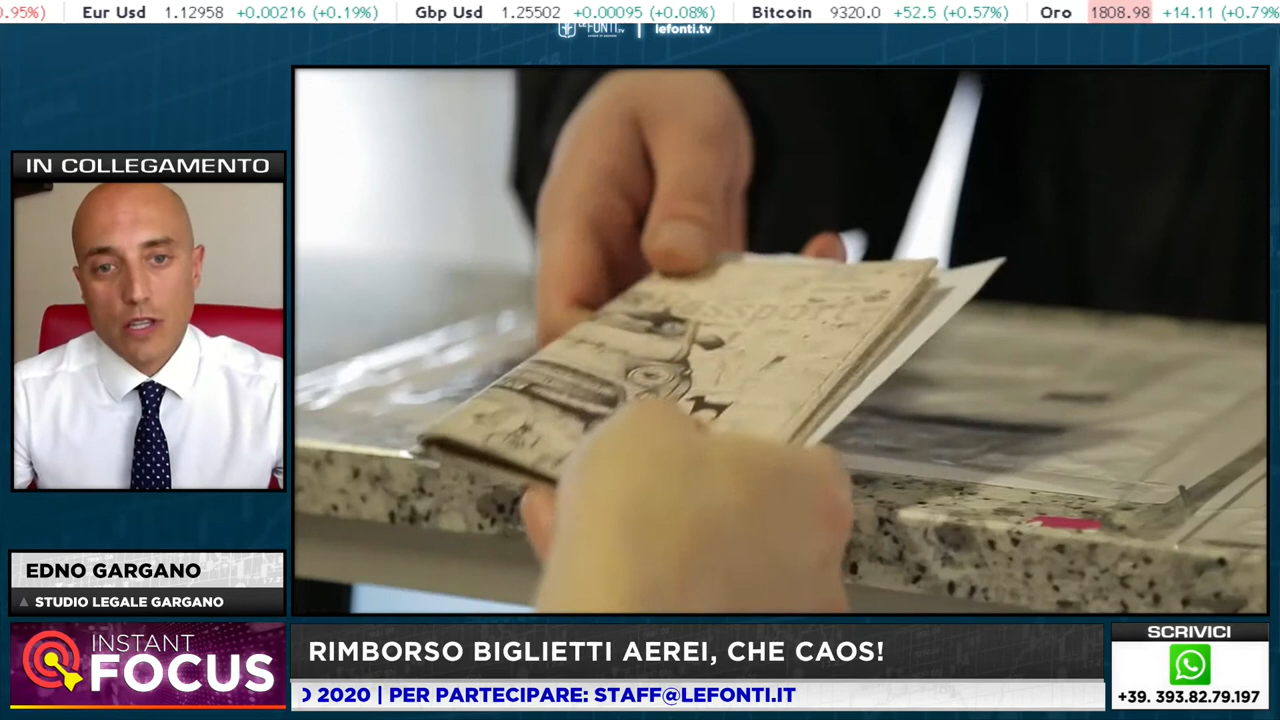 0.95%) Eur Usd 1.12958 +0.00216 (+0.19%) Gbp Usd 1.25502 +0.00095 (+0.08%) Bitcoin 9320.0 +52.5 (+0.57%) Oro 1808.98 +14.11 (+0.79%
LE FONTI.TV lefonti.tv
IN COLLEGAMENTO
EDNO GARGANO
STUDIO LEGALE GARGANO
INSTANT
FOCUS
RIMBORSO BIGLIETTI AEREI, CHE CAOS!
O 2020 | PER PARTECIPARE: STAFF@LEFONTI.IT
SCRIVICI
+39. 393.82.79.197